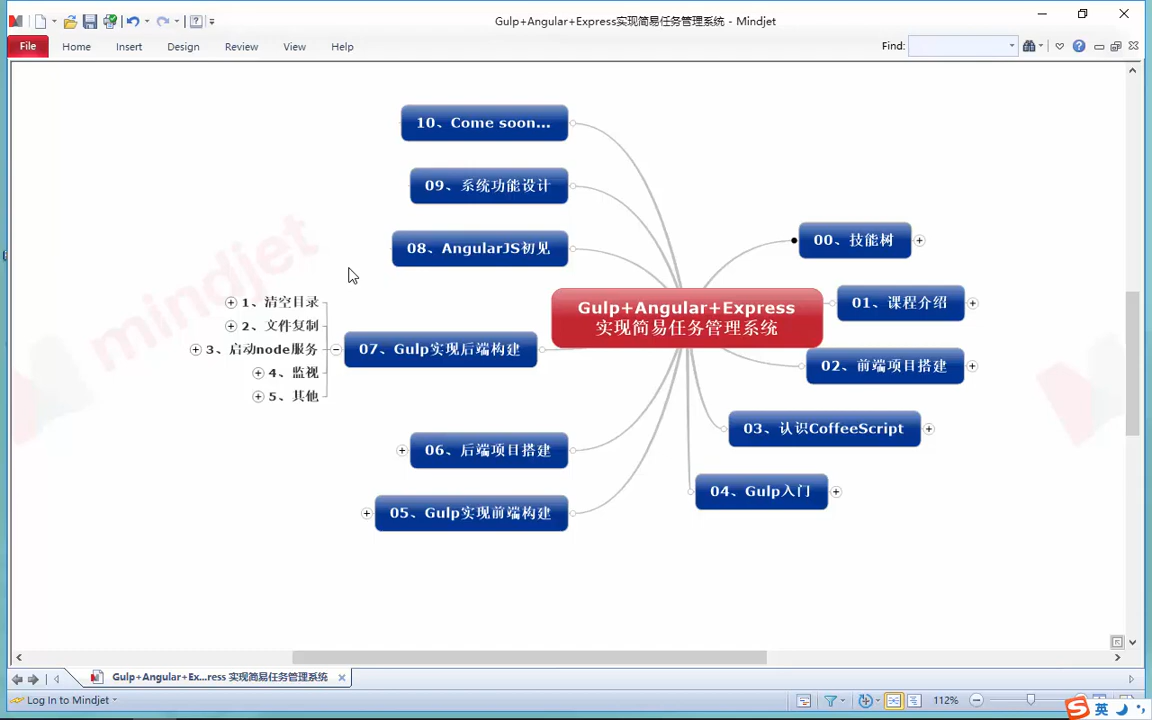 Gulp+Angular+Express实现简易任务管理系统 - Mindjet
File Home Insert Design Review View Help Find:
10、Come soon...
09、系统功能设计
08、AngularJS初见
00、技能树
01、课程介绍
Gulp+Angular+Express
实现简易任务管理系统
1、清空目录
2、文件复制
3、启动node服务
4、监视
5、其他
07、Gulp实现后端构建
02、前端项目搭建
03、认识CoffeeScript
06、后端项目搭建
04、Gulp入门
05、Gulp实现前端构建
mindjet
Gulp+Angular+Ex...ress 实现简易任务管理系统
Log In to Mindjet
112%
英